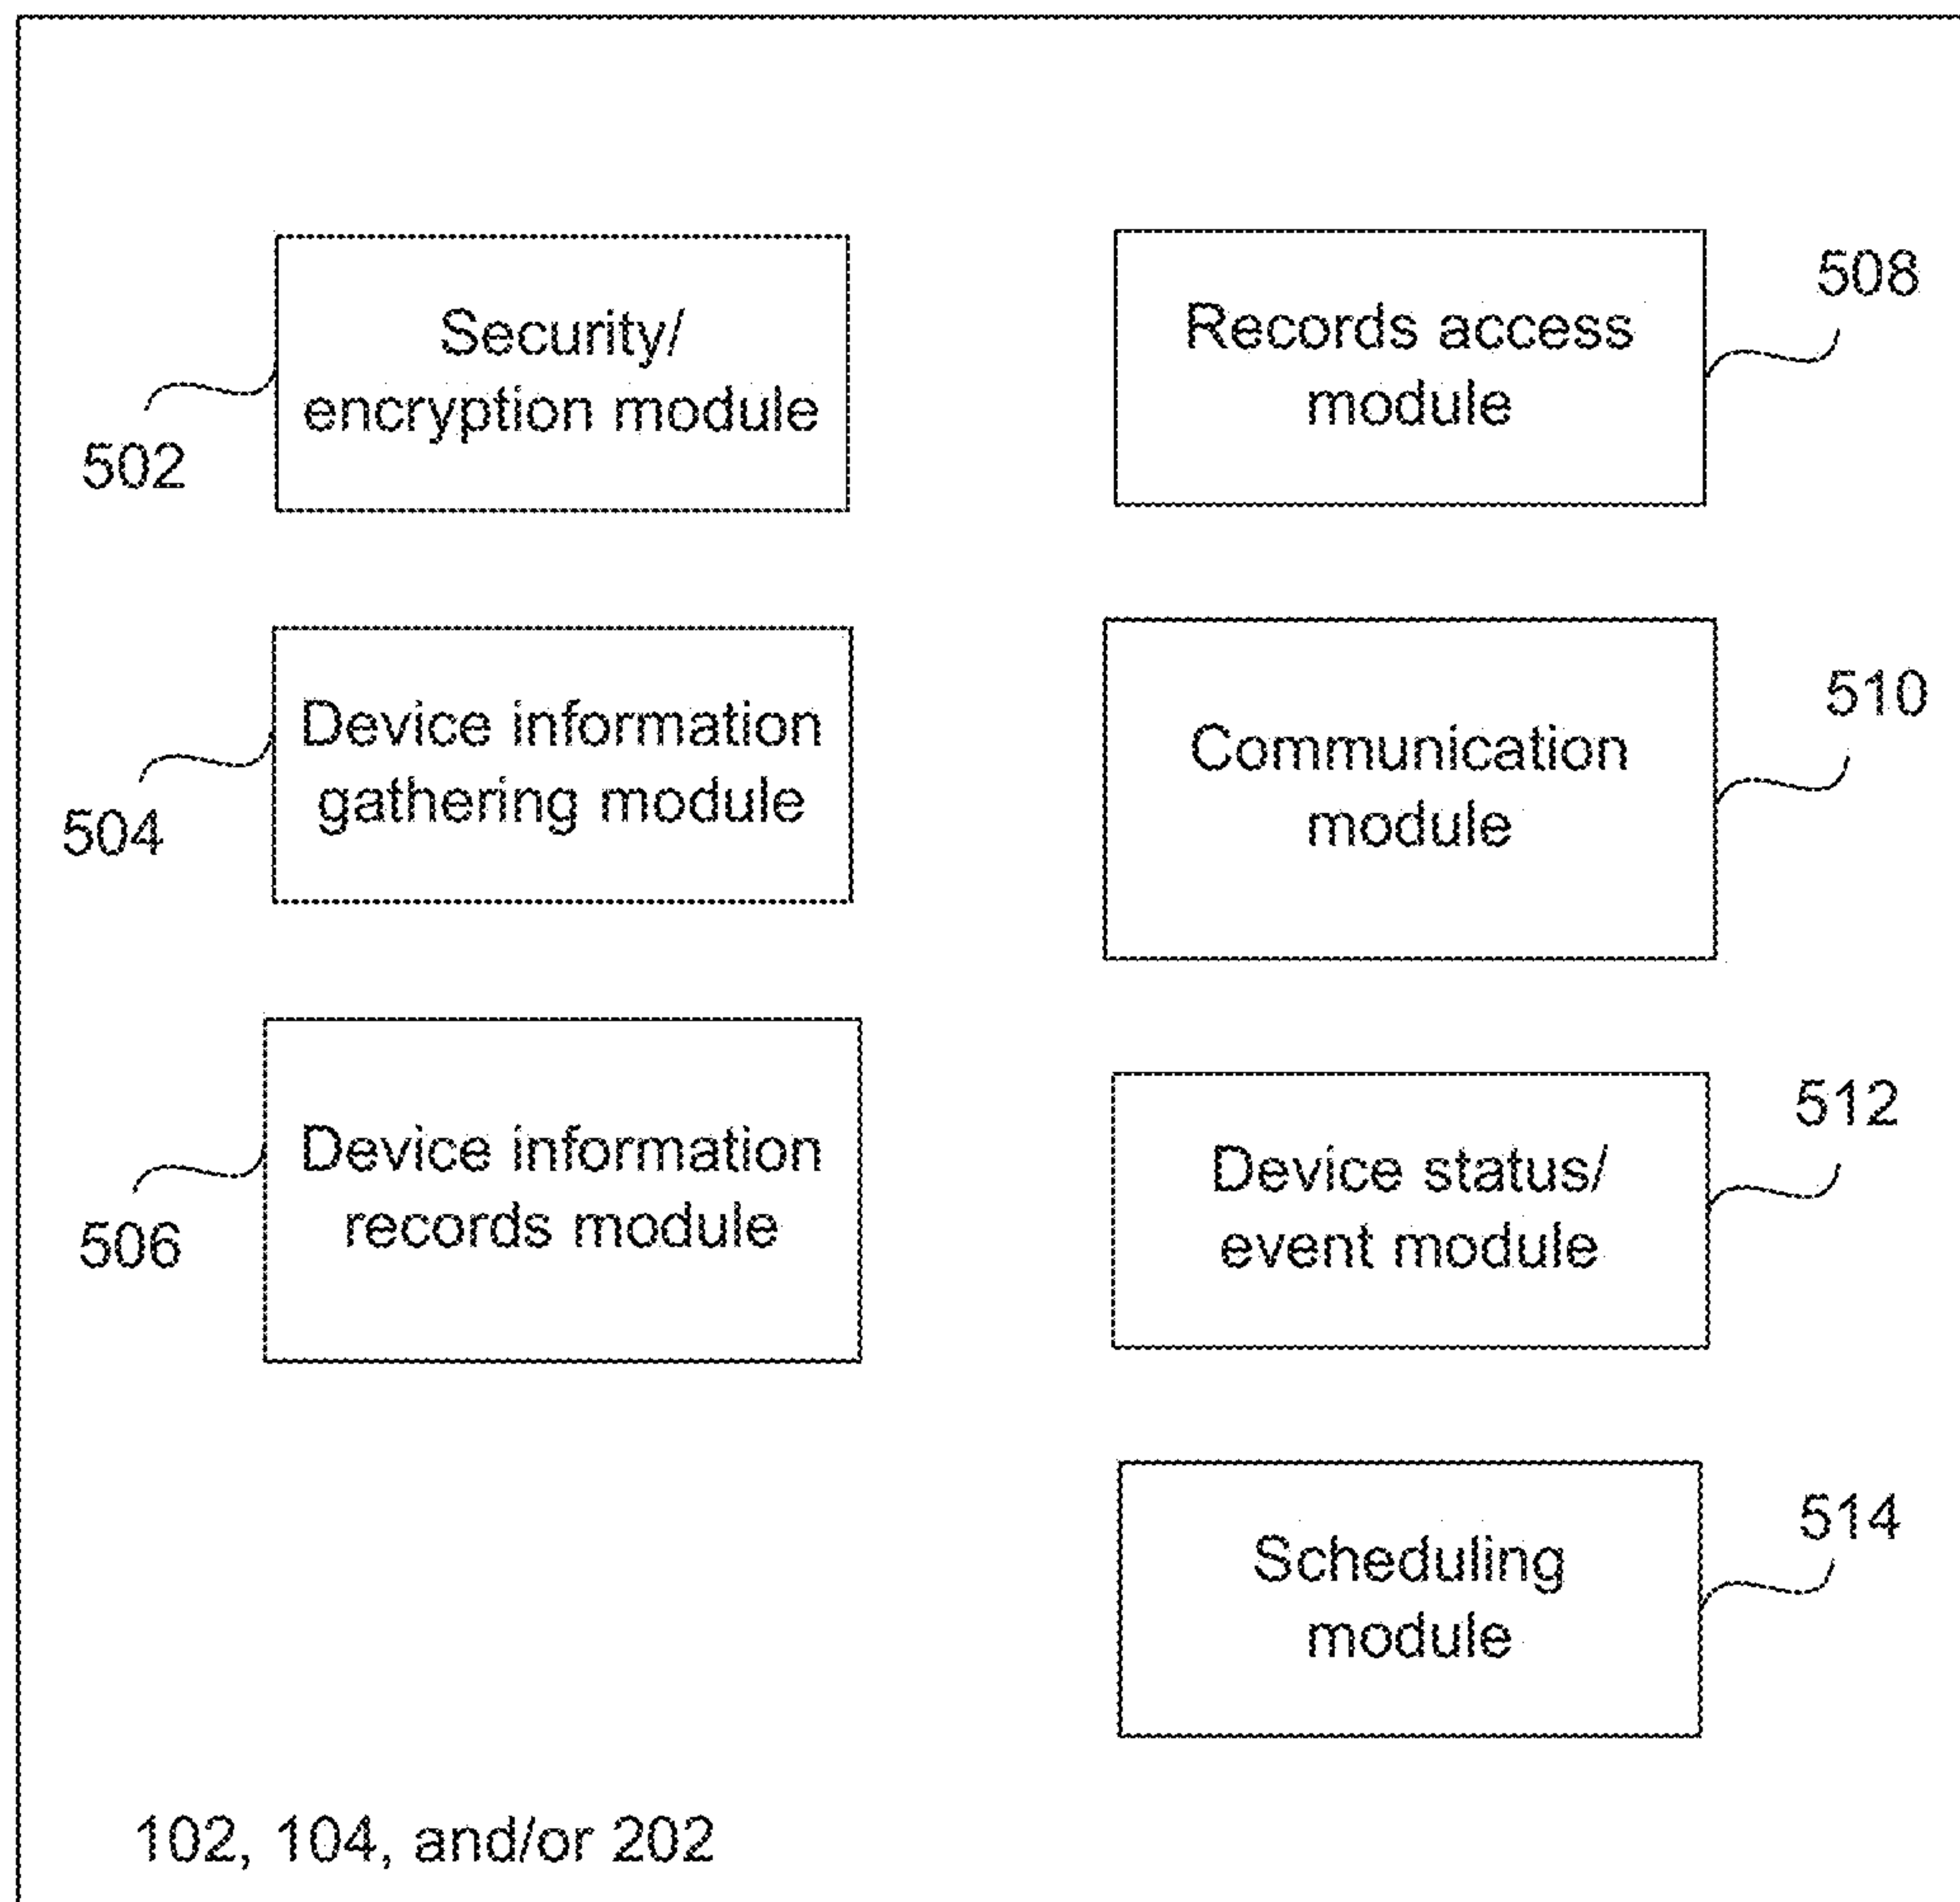 Security/
encryption module
502
Device information
gathering module
504
Device information
records module
506
Records access
module
508
Communication
module
510
Device status/
event module
512
Scheduling
module
514
102, 104, and/or 202